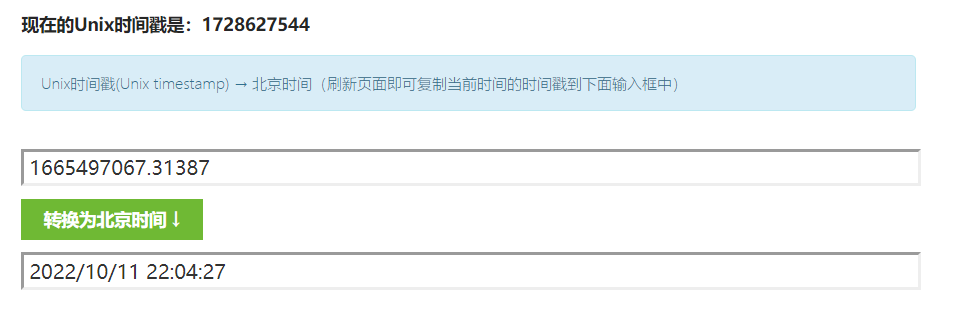 现在的Unix时间戳是：1728627544
Unix时间戳(Unix timestamp) → 北京时间（刷新页面即可复制当前时间的时间戳到下面输入框中）
1665497067.31387
转换为北京时间↓
2022/10/11 22:04:27